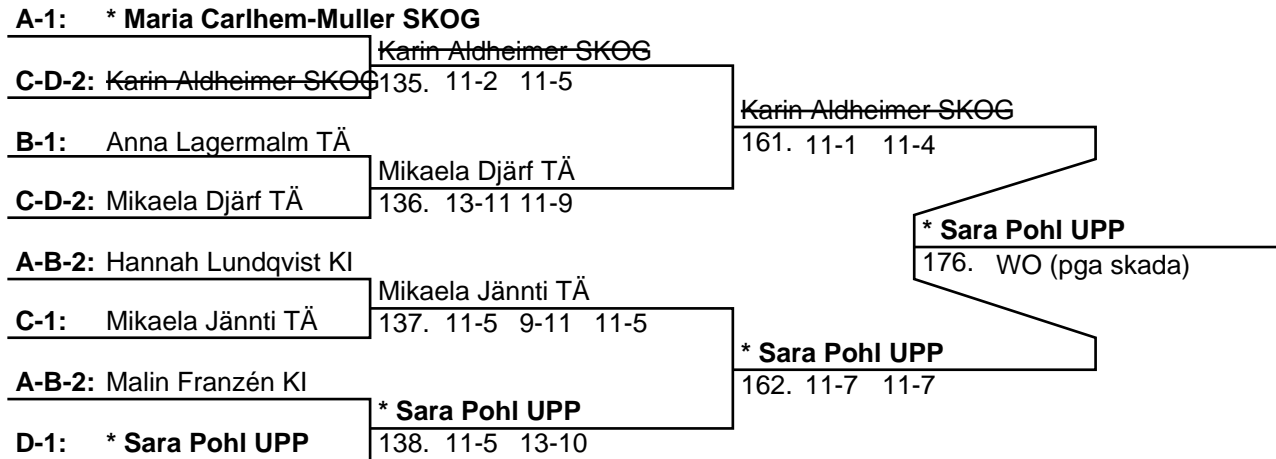 A-1: * Maria Carlhem-Muller SKOG
Karin Aldheimer SKOG
C-D-2: Karin Aldheimer SKOG 135. 11-2 11-5
Karin Aldheimer SKOG
B-1: Anna Lagermalm TÄ
161. 11-1 11-4
Mikaela Djärf TÄ
C-D-2: Mikaela Djärf TÄ 136. 13-11 11-9
* Sara Pohl UPP
A-B-2: Hannah Lundqvist KI
176. WO (pga skada)
Mikaela Jännti TÄ
C-1: Mikaela Jännti TÄ 137. 11-5 9-11 11-5
* Sara Pohl UPP
A-B-2: Malin Franzén KI
162. 11-7 11-7
* Sara Pohl UPP
D-1: * Sara Pohl UPP 138. 11-5 13-10